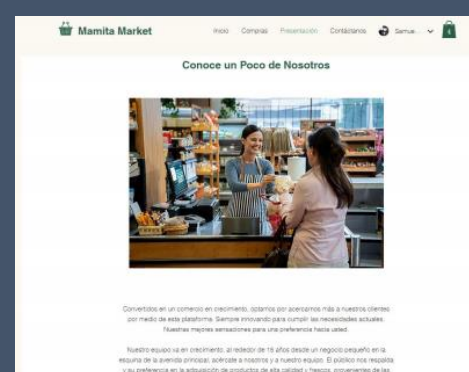 Mamita Market
Inicio Compras Presentación Contáctanos Samue...
Conoce un Poco de Nosotros
Convertidos en un comercio en crecimiento, optamos por acercarnos más a nuestros clientes
por medio de esta plataforma. Siempre innovando para cumplir las necesidades actuales.
Nuestras mejores sensaciones para una preferencia hacia usted.
Nuestro equipo va en crecimiento, al rededor de 15 años desde un negocio pequeño en la
esquina de la avenida principal, acércate a nosotros y a nuestro equipo. El público nos respalda
y su preferencia en la adquisición de productos de alta calidad y frescos, provenientes de las